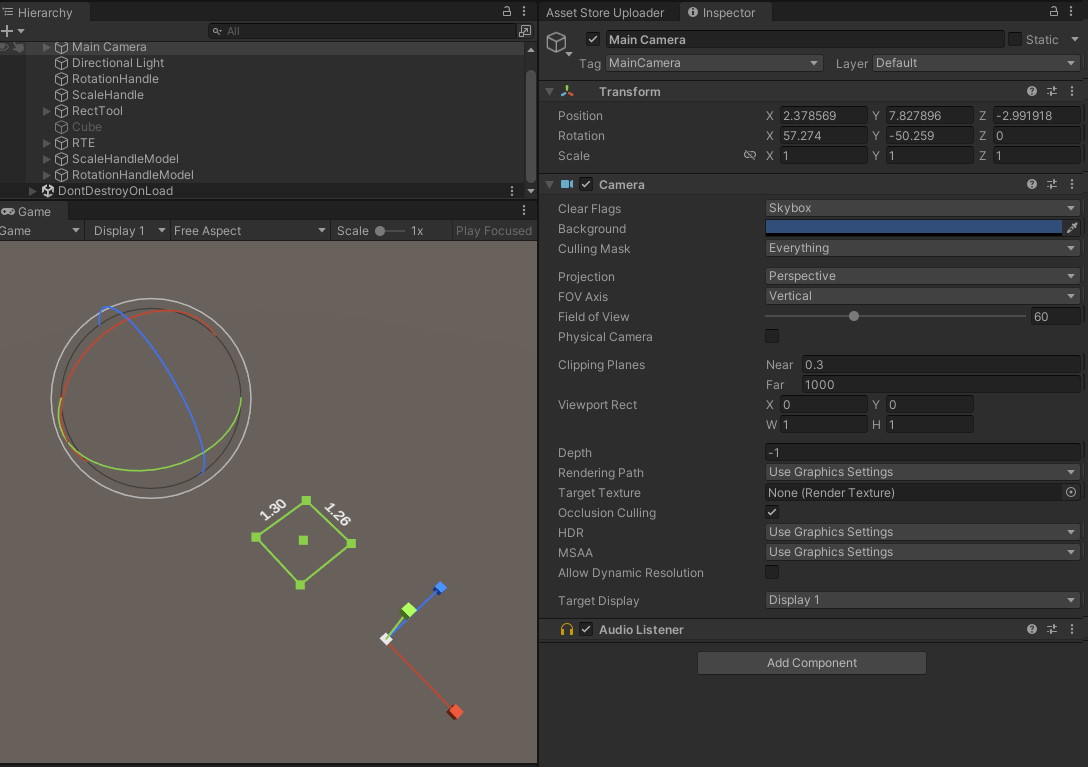 Hierarchy
All
Main Camera
Directional Light
RotationHandle
ScaleHandle
RectTool
Cube
RTE
ScaleHandleModel
RotationHandleModel
DontDestroyOnLoad
Game
Game Display 1 Free Aspect Scale 1x Play Focused
1.30 1.26
Asset Store Uploader Inspector
Main Camera Static
Tag MainCamera Layer Default
Transform
Position X 2.378569 Y 7.827896 Z -2.991918
Rotation X 57.274 Y -50.259 Z 0
Scale X 1 Y 1 Z 1
Camera
Clear Flags Skybox
Background
Culling Mask Everything
Projection Perspective
FOV Axis Vertical
Field of View 60
Physical Camera
Clipping Planes Near 0.3
Far 1000
Viewport Rect X 0 Y 0
W 1 H 1
Depth -1
Rendering Path Use Graphics Settings
Target Texture None (Render Texture)
Occlusion Culling
HDR Use Graphics Settings
MSAA Use Graphics Settings
Allow Dynamic Resolution
Target Display Display 1
Audio Listener
Add Component